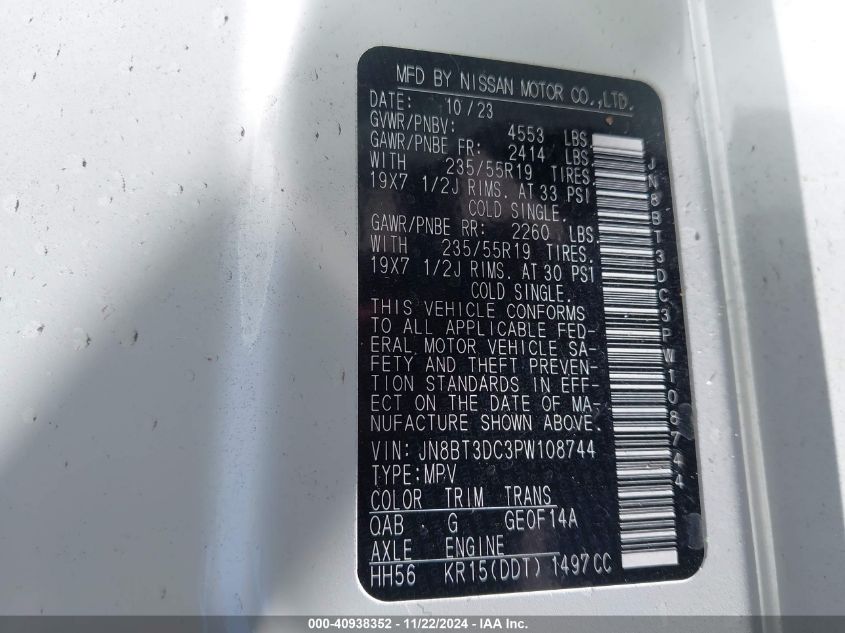 MFD BY NISSAN MOTOR CO.,LTD.
DATE: 10/23
GVWR/PNBV: 4553 LBS.
GAWR/PNBE FR: 2414 LBS.
WITH 235/55R19 TIRES.
19X7 1/2J RIMS. AT 33 PSI
COLD SINGLE.
GAWR/PNBE RR: 2260 LBS.
WITH 235/55R19 TIRES.
19X7 1/2J RIMS. AT 30 PSI
COLD SINGLE.
THIS VEHICLE CONFORMS
TO ALL APPLICABLE FED-
ERAL MOTOR VEHICLE SA-
FETY AND THEFT PREVEN-
TION STANDARDS IN EFF-
ECT ON THE DATE OF MA-
NUFACTURE SHOWN ABOVE.
VIN: JN8BT3DC3PW108744
TYPE:MPV
COLOR TRIM TRANS
QAB G GE0F14A
AXLE ENGINE
HH56 KR15(DDT) 1497CC
JN8BT3DC3PW108744
000-40938352 - 11/22/2024 - IAA Inc.